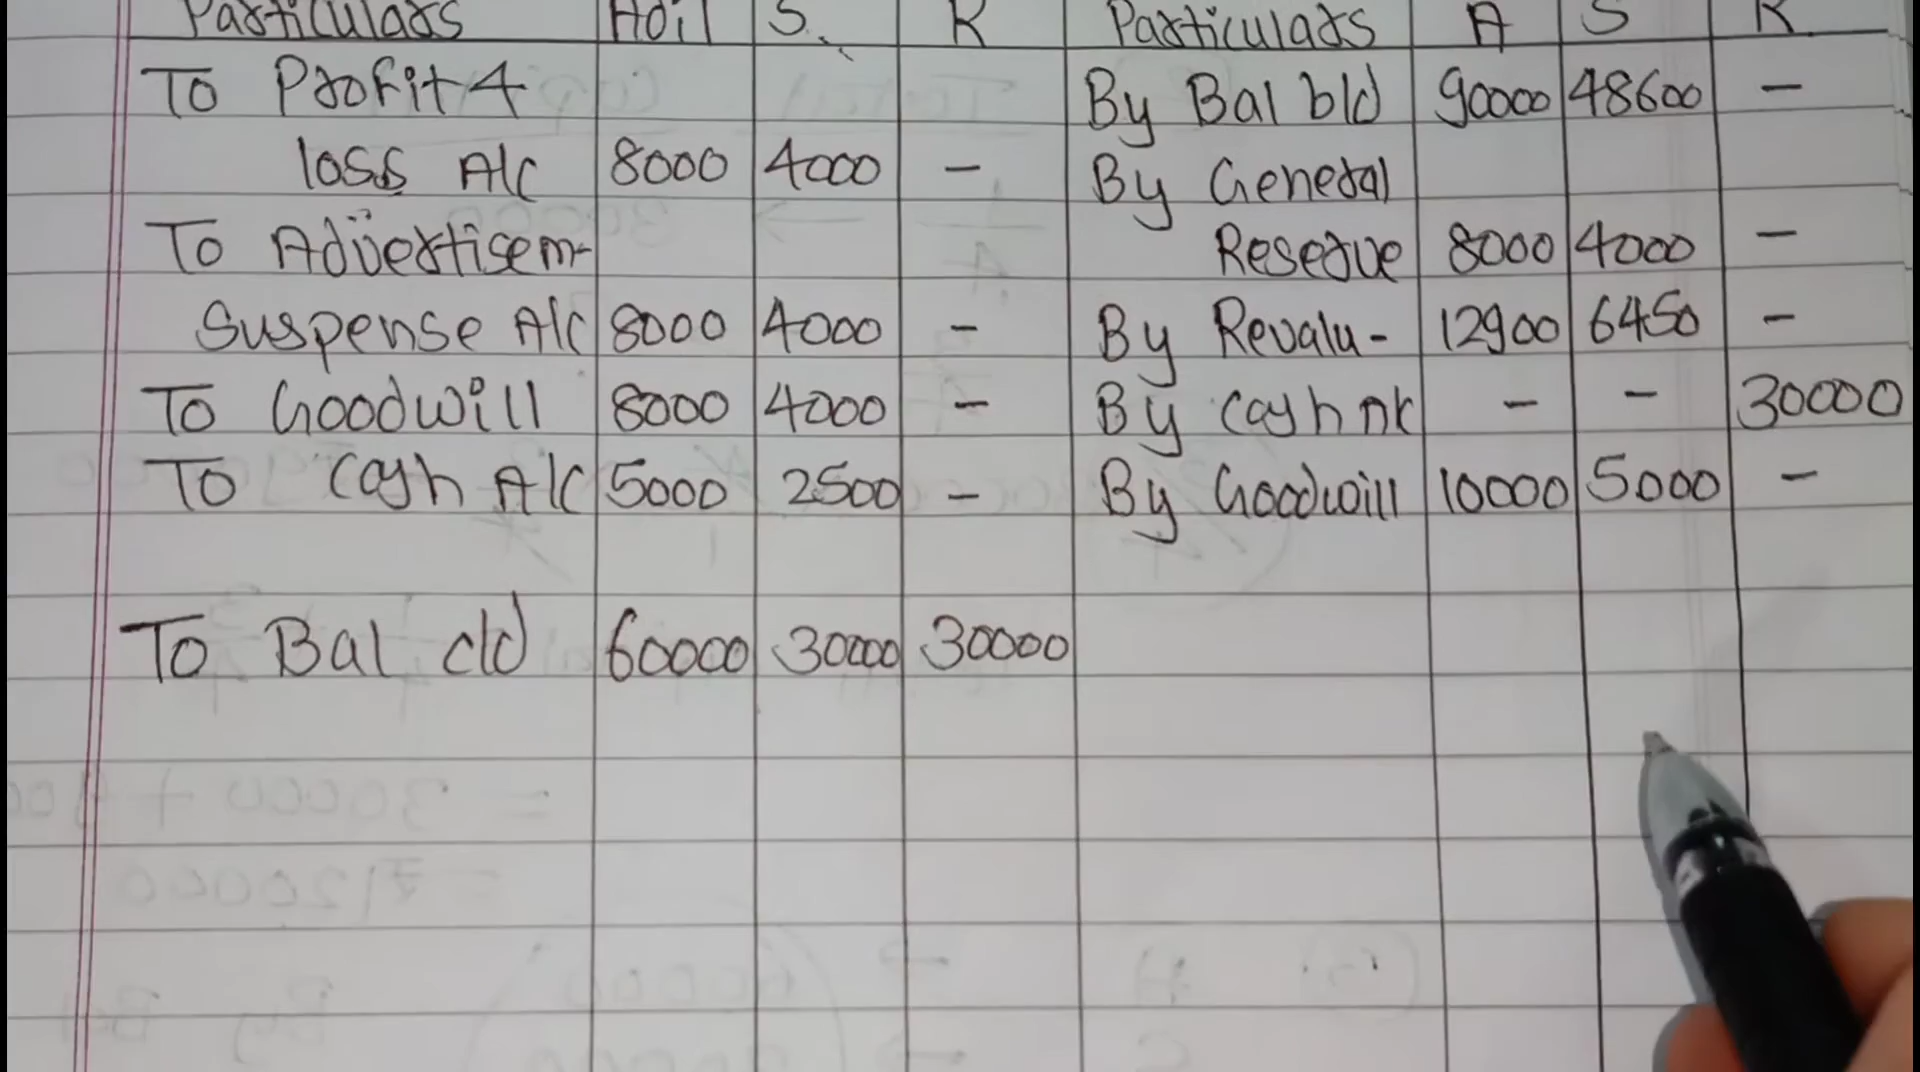 Particulars Adil S. K Particulars A S K
To Profit & By Bal b/d 90000 48600 -
loss A/c 8000 4000 - By General
To Advertisem- Reserve 8000 4000 -
Suspense A/c 8000 4000 - By Revalu- 12900 6450 -
To Goodwill 8000 4000 - By Cash A/c - - 30000
To Cash A/c 5000 2500 - By Goodwill 10000 5000 -
To Bal c/d 60000 30000 30000